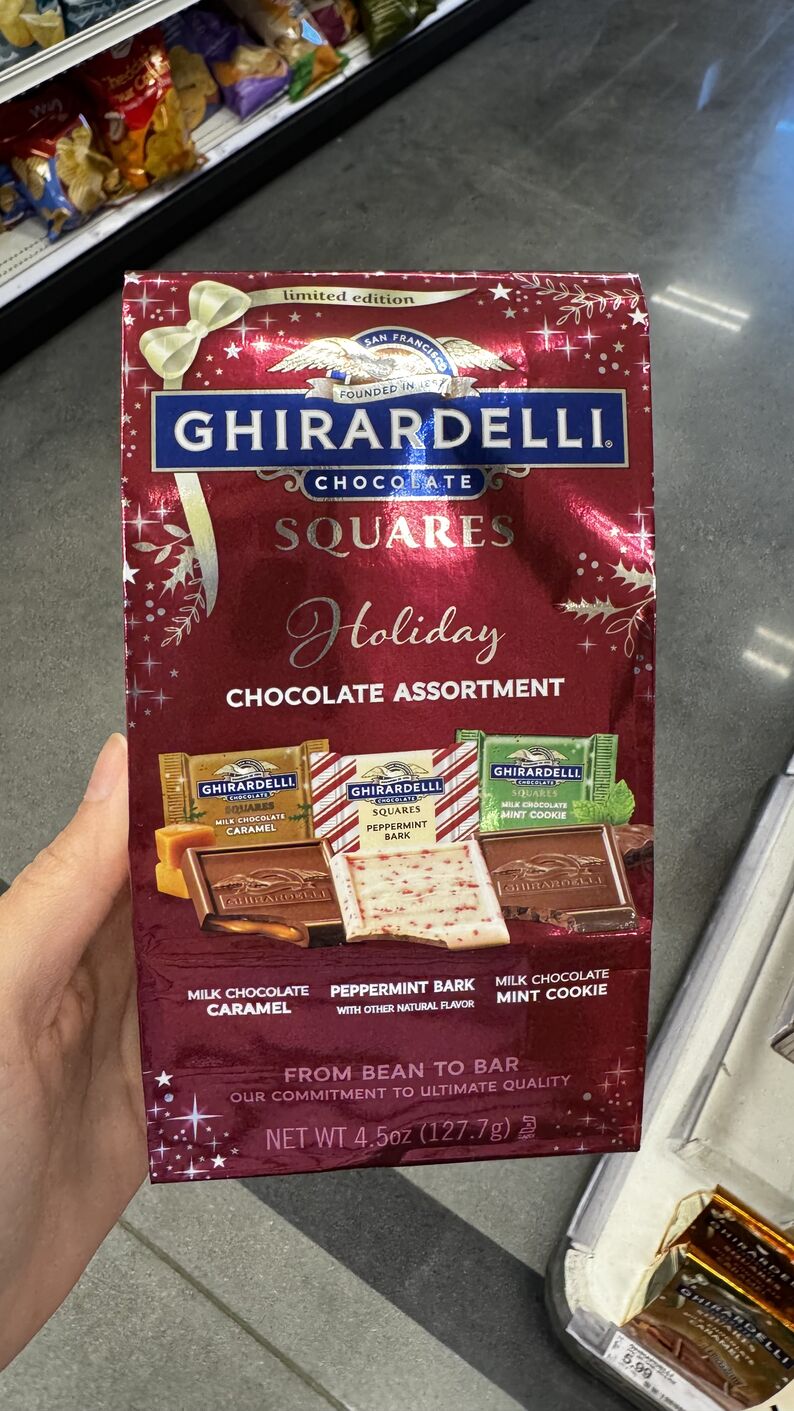 limited edition
SAN FRANCISCO
FOUNDED IN 1852
GHIRARDELLI®
CHOCOLATE
SQUARES
Holiday
CHOCOLATE ASSORTMENT
GHIRARDELLI
CHOCOLATE
SQUARES
MILK CHOCOLATE
CARAMEL
GHIRARDELLI
CHOCOLATE
SQUARES
PEPPERMINT
BARK
GHIRARDELLI
CHOCOLATE
SQUARES
MILK CHOCOLATE
MINT COOKIE
GHIRARDELLI
GHIRARDELLI
MILK CHOCOLATE
CARAMEL
PEPPERMINT BARK
WITH OTHER NATURAL FLAVOR
MILK CHOCOLATE
MINT COOKIE
FROM BEAN TO BAR
OUR COMMITMENT TO ULTIMATE QUALITY
NET WT 4.5oz (127.7g)
GHIRARDELLI
5.99